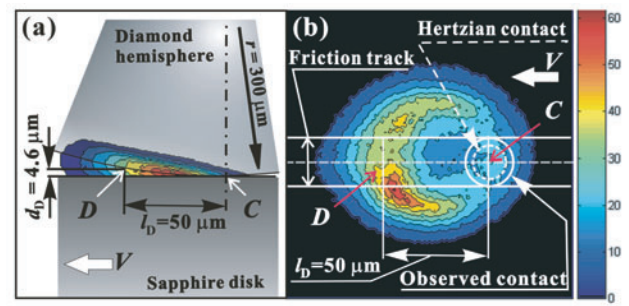 (a)
Diamond
hemisphere
r = 300 μm
d_D = 4.6 μm
D
l_D=50 μm
C
V
Sapphire disk
(b)
Hertzian contact
Friction track
V
C
D
l_D=50 μm
Observed contact
60
50
40
30
20
10
0